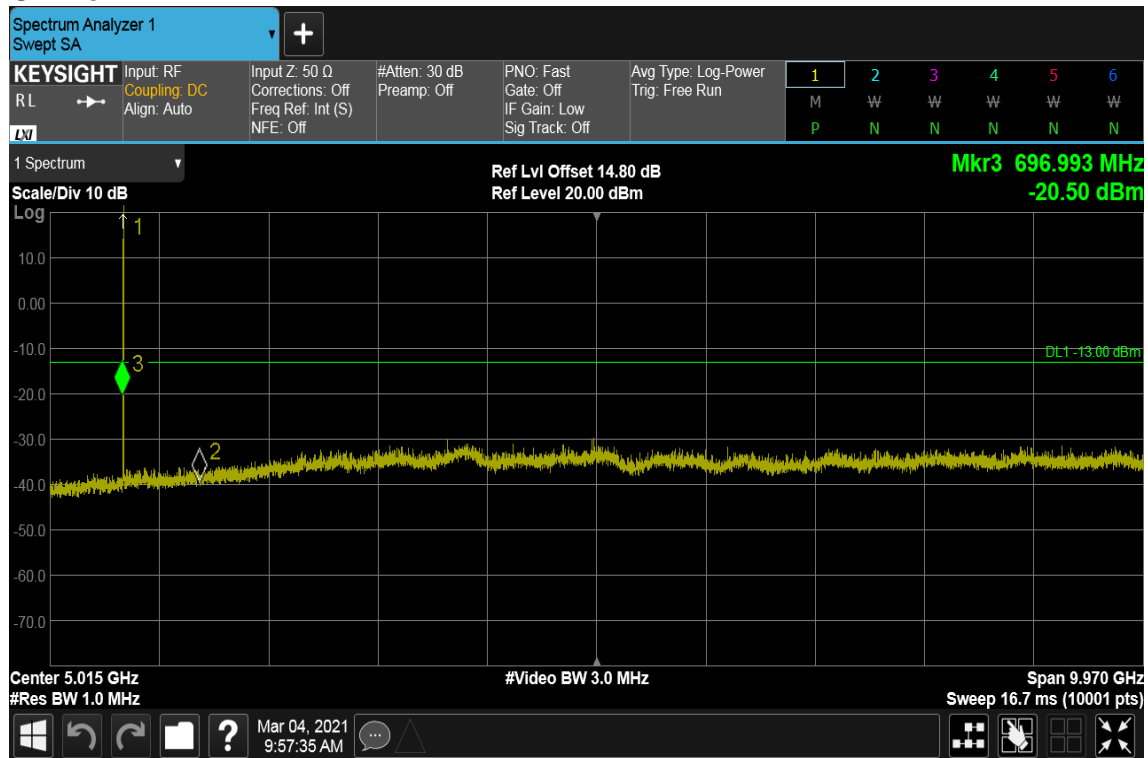 Spectrum Analyzer 1
Swept SA
KEYSIGHT
R L
LXI
Input: RF
Coupling: DC
Align: Auto
Input Z: 50 Ω
Corrections: Off
Freq Ref: Int (S)
NFE: Off
#Atten: 30 dB
Preamp: Off
PNO: Fast
Gate: Off
IF Gain: Low
Sig Track: Off
Avg Type: Log-Power
Trig: Free Run
1 2 3 4 5 6
M W W W W W
P N N N N N
1 Spectrum
Scale/Div 10 dB
Ref Lvl Offset 14.80 dB
Ref Level 20.00 dBm
Mkr3 696.993 MHz
-20.50 dBm
Log
1
10.0
0.00
-10.0
DL1 -13.00 dBm
3
-20.0
-30.0
2
-40.0
-50.0
-60.0
-70.0
Center 5.015 GHz
#Video BW 3.0 MHz
Span 9.970 GHz
#Res BW 1.0 MHz
Sweep 16.7 ms (10001 pts)
?
Mar 04, 2021
9:57:35 AM